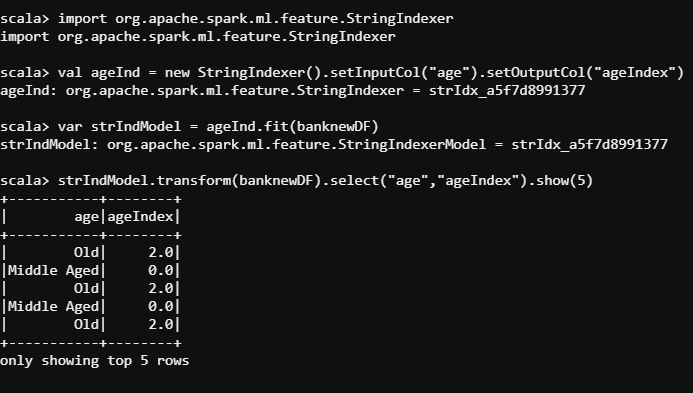 scala> import org.apache.spark.ml.feature.StringIndexer
import org.apache.spark.ml.feature.StringIndexer
scala> val ageInd = new StringIndexer().setInputCol("age").setOutputCol("ageIndex")
ageInd: org.apache.spark.ml.feature.StringIndexer = strIdx_a5f7d8991377
scala> var strIndModel = ageInd.fit(banknewDF)
strIndModel: org.apache.spark.ml.feature.StringIndexerModel = strIdx_a5f7d8991377
scala> strIndModel.transform(banknewDF).select("age","ageIndex").show(5)
+-----------+--------+
|        age|ageIndex|
+-----------+--------+
|        Old|     2.0|
|Middle Aged|     0.0|
|        Old|     2.0|
|Middle Aged|     0.0|
|        Old|     2.0|
+-----------+--------+
only showing top 5 rows